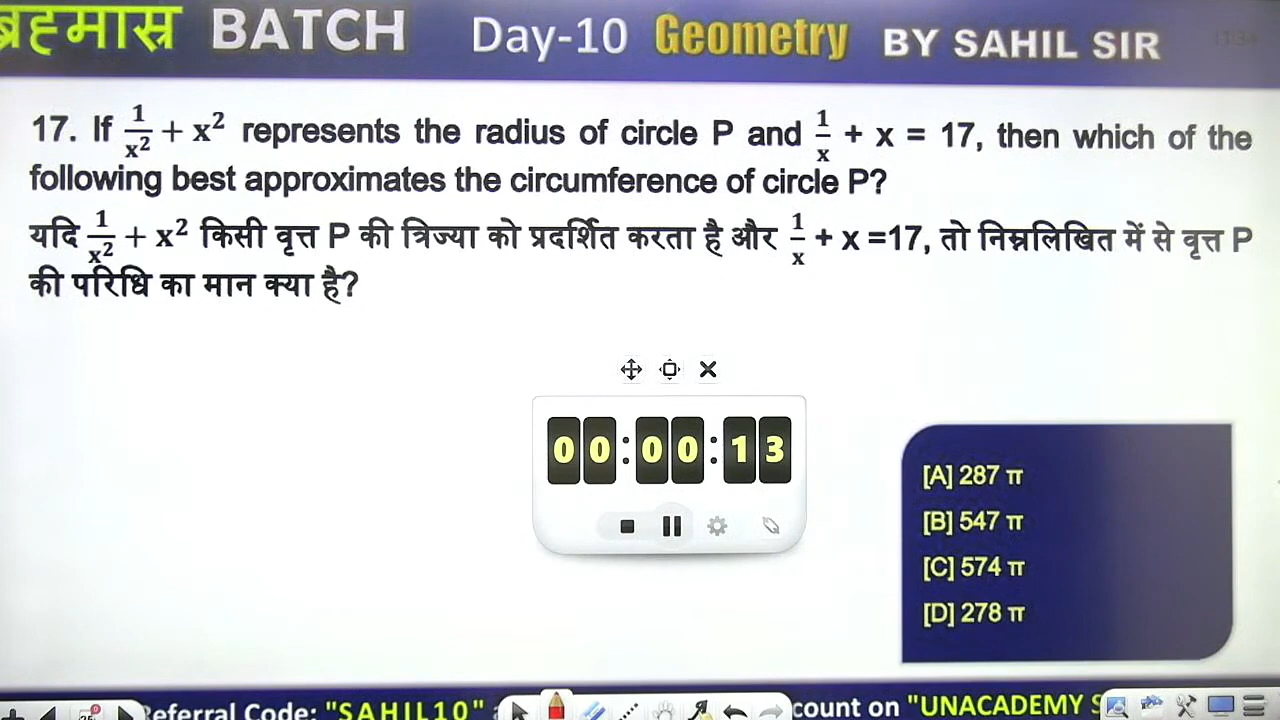 ब्रह्मास्र BATCH Day-10 Geometry BY SAHIL SIR
17. If 1/x² + x² represents the radius of circle P and 1/x + x = 17, then which of the
following best approximates the circumference of circle P?
यदि 1/x² + x² किसी वृत्त P की त्रिज्या को प्रदर्शित करता है और 1/x + x =17, तो निम्नलिखित में से वृत्त P
की परिधि का मान क्या है?
00:00:13
[A] 287 π
[B] 547 π
[C] 574 π
[D] 278 π
eferral Code: "SAHIL10" count on "UNACADEMY S